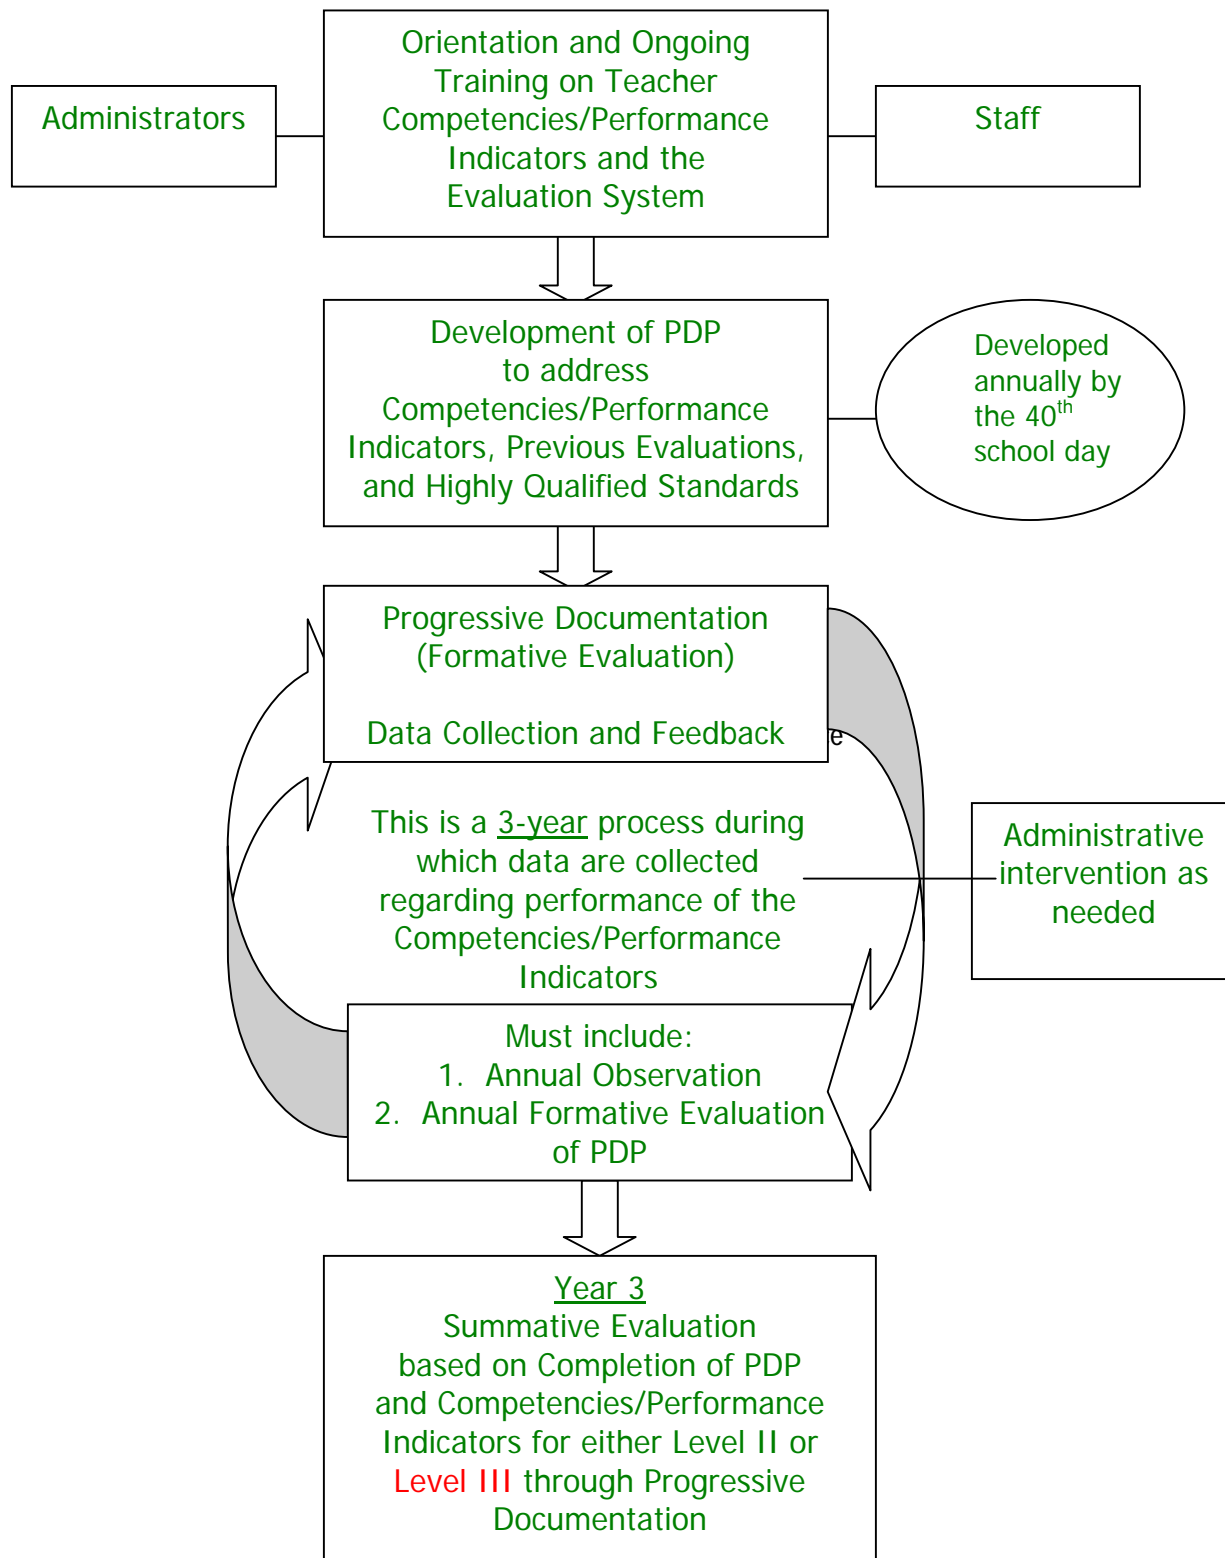 Orientation and Ongoing
Training on Teacher
Competencies/Performance
Indicators and the
Evaluation System
Administrators
Staff
Development of PDP
to address
Competencies/Performance
Indicators, Previous Evaluations,
and Highly Qualified Standards
Developed
annually by
the 40th
school day
Progressive Documentation
(Formative Evaluation)
Data Collection and Feedback
e
This is a 3-year process during
which data are collected
regarding performance of the
Competencies/Performance
Indicators
Administrative
intervention as
needed
Must include:
1. Annual Observation
2. Annual Formative Evaluation
of PDP
Year 3
Summative Evaluation
based on Completion of PDP
and Competencies/Performance
Indicators for either Level II or
Level III through Progressive
Documentation